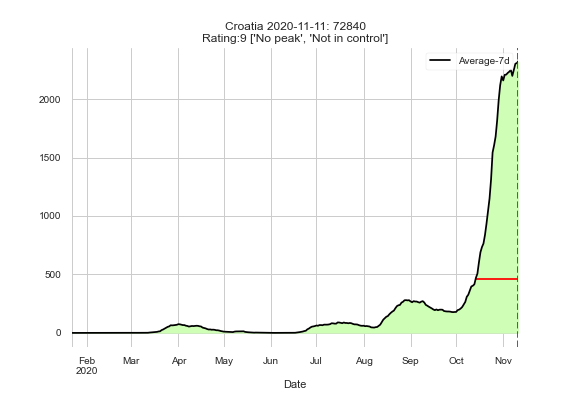 Croatia 2020-11-11: 72840
Rating:9 ['No peak', 'Not in control']
Average-7d
2000
1500
1000
500
0
Feb Mar Apr May Jun Jul Aug Sep Oct Nov
2020
Date